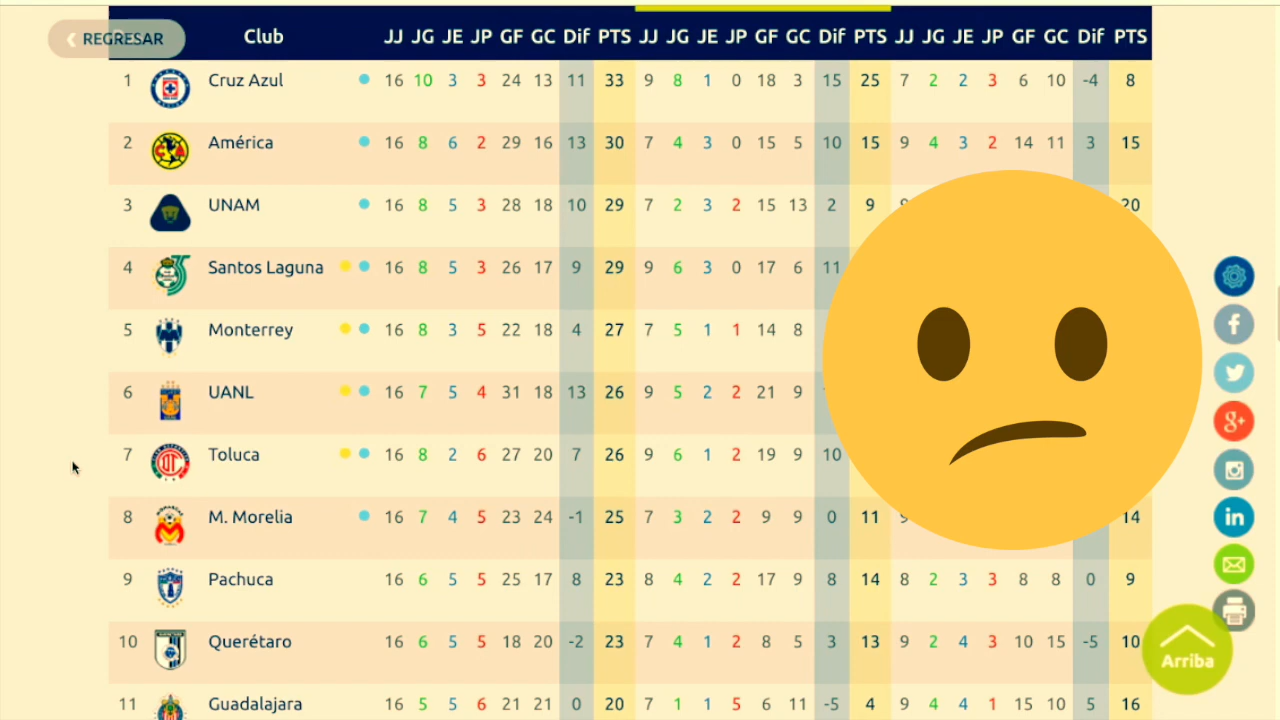 REGRESAR Club JJ JG JE JP GF GC Dif PTS JJ JG JE JP GF GC Dif PTS JJ JG JE JP GF GC Dif PTS
1 Cruz Azul 16 10 3 3 24 13 11 33 9 8 1 0 18 3 15 25 7 2 2 3 6 10 -4 8
2 América 16 8 6 2 29 16 13 30 7 4 3 0 15 5 10 15 9 4 3 2 14 11 3 15
3 UNAM 16 8 5 3 28 18 10 29 7 2 3 2 15 13 2 9 20
4 Santos Laguna 16 8 5 3 26 17 9 29 9 6 3 0 17 6 11
5 Monterrey 16 8 3 5 22 18 4 27 7 5 1 1 14 8
6 UANL 16 7 5 4 31 18 13 26 9 5 2 2 21 9
7 Toluca 16 8 2 6 27 20 7 26 9 6 1 2 19 9 10
8 M. Morelia 16 7 4 5 23 24 -1 25 7 3 2 2 9 9 0 11 14
9 Pachuca 16 6 5 5 25 17 8 23 8 4 2 2 17 9 8 14 8 2 3 3 8 8 0 9
10 Querétaro 16 6 5 5 18 20 -2 23 7 4 1 2 8 5 3 13 9 2 4 3 10 15 -5 10
11 Guadalajara 16 5 5 6 21 21 0 20 7 1 1 5 6 11 -5 4 9 4 4 1 15 10 5 16
f
g+
in
Arriba